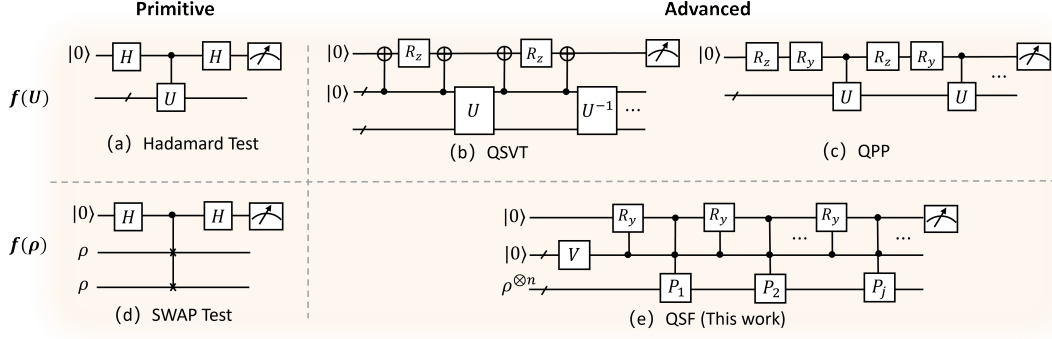 Primitive
Advanced
f(U)
|0⟩ H H
U
(a) Hadamard Test
|0⟩ R_z R_z
|0⟩
U U^{-1} ...
(b) QSVT
|0⟩ R_z R_y R_z R_y
U U ...
(c) QPP
f(ρ)
|0⟩ H H
ρ
ρ
(d) SWAP Test
|0⟩ R_y R_y R_y
... ...
|0⟩ V
ρ^{⊗n} P_1 P_2 P_j
(e) QSF (This work)